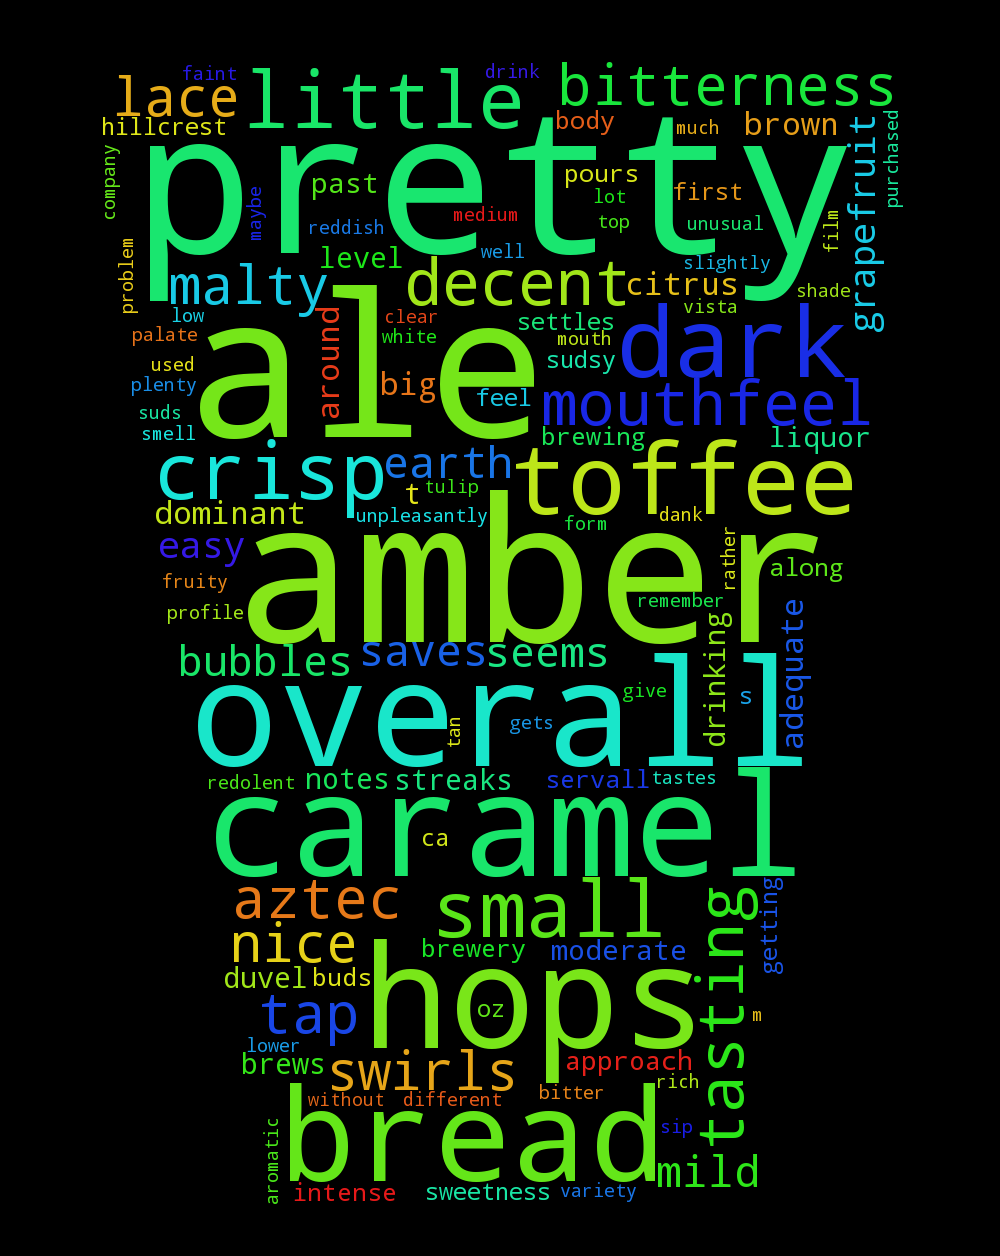 faint
drink
lace
little
bitterness
hillcrest
body
much
brown
pretty
company
maybe
past
pours
lot
first
grapefruit
purchased
reddish
medium
top
unusual
film
problem
level
well
slightly
malty
decent
citrus
shade
low
around
clear
settles
vista
dark
palate
white
mouth
used
ale
sudsy
plenty
big
feel
mouthfeel
suds
smell
brewing
liquor
crisp
earth
toffee
t
tulip
dominant
unpleasantly
form
dank
easy
amber
rather
along
fruity
remember
profile
drinking
adequate
bubbles
saves
seems
overall
give
s
tan
gets
redolent
notes
streaks
servall
tastes
caramel
ca
aztec
small
tasting
getting
nice
brewery
moderate
duvel
buds
hops
tap
oz
m
lower
brews
swirls
approach
rich
without
different
bitter
bread
sip
aromatic
mild
intense
sweetness
variety